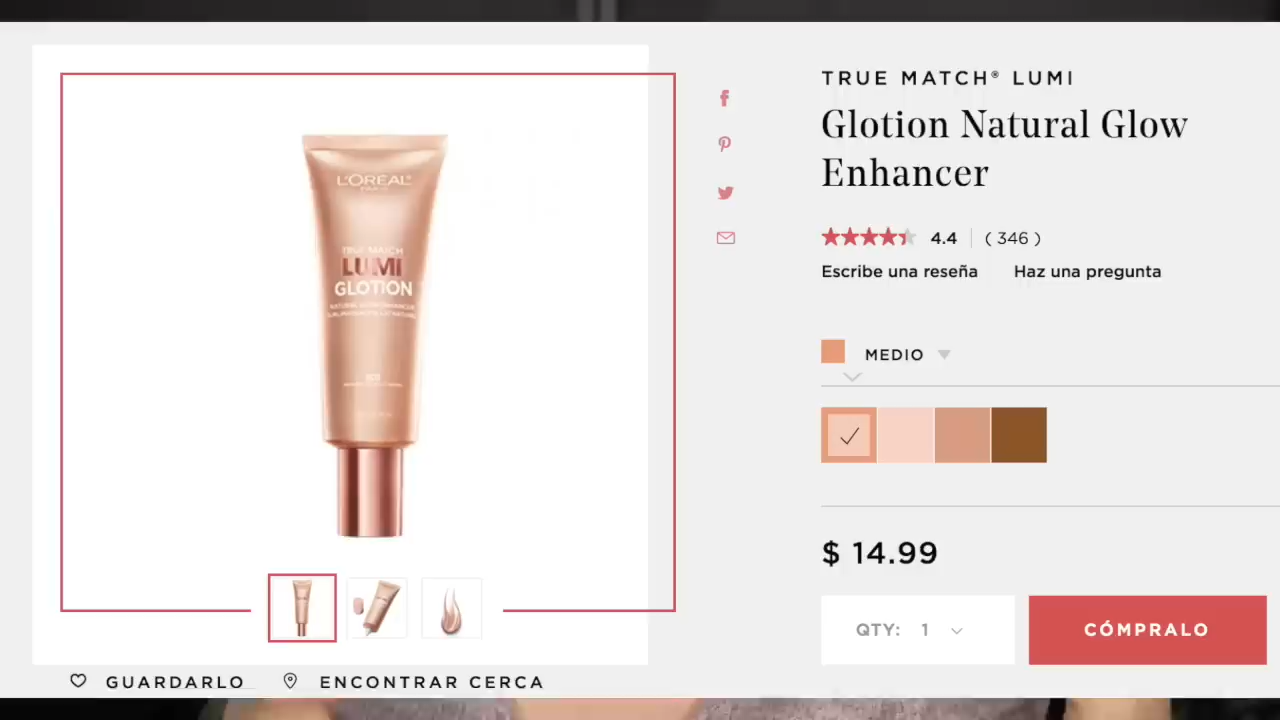 L'ORÉAL
PARIS
TRUE MATCH
LUMI
GLOTION
TRUE MATCH® LUMI
Glotion Natural Glow
Enhancer
4.4 ( 346 )
Escribe una reseña Haz una pregunta
MEDIO
$ 14.99
QTY: 1
CÓMPRALO
GUARDARLO ENCONTRAR CERCA